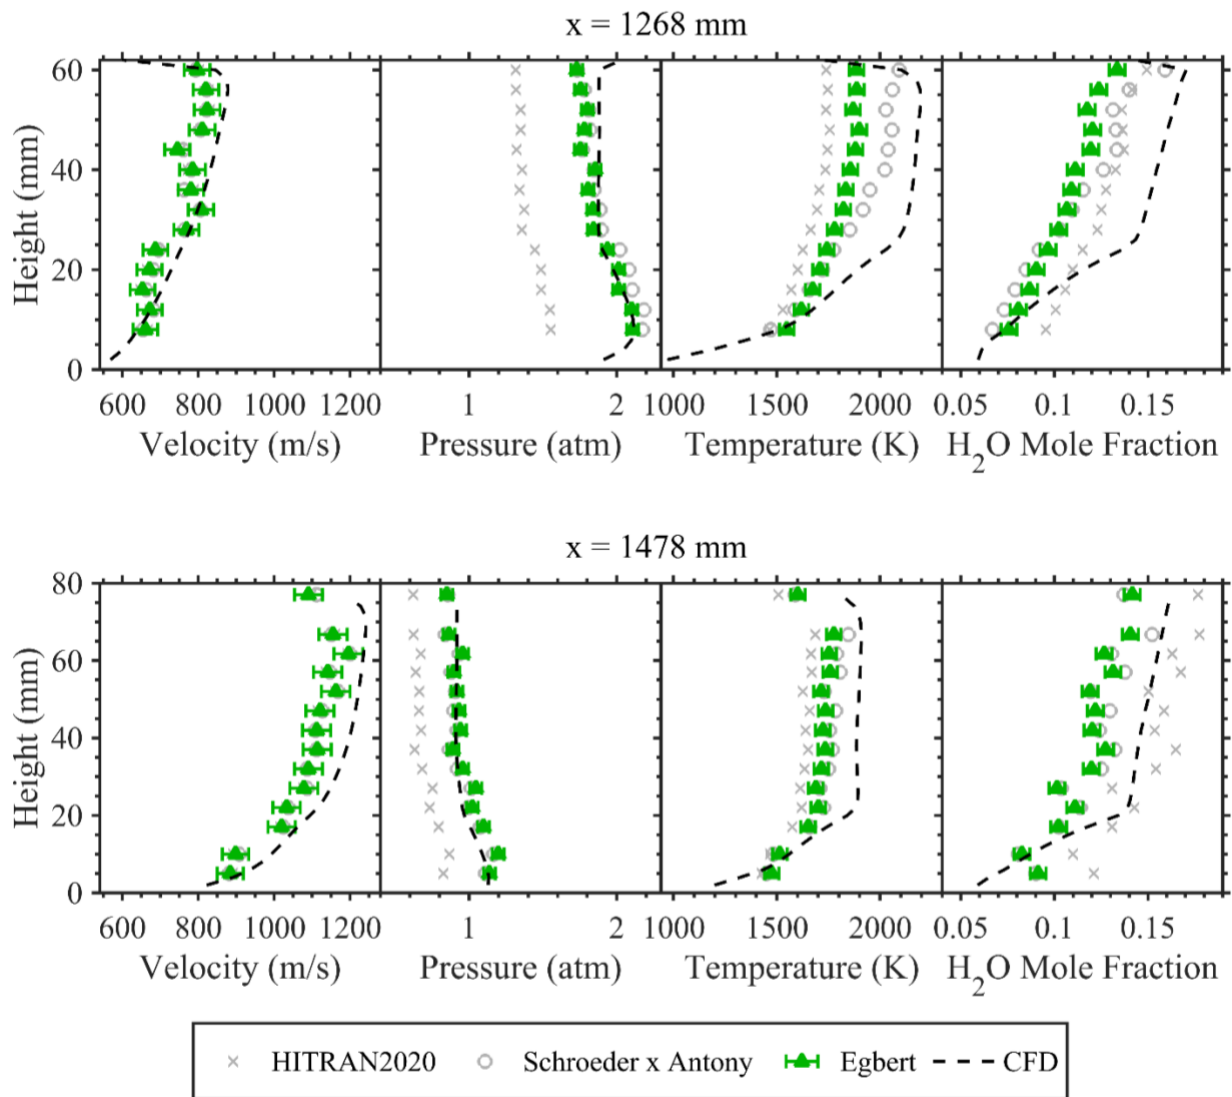 x = 1268 mm
Height (mm)
60
40
20
0
600 800 1000 1200 1 2 1000 1500 2000 0.05 0.1 0.15
Velocity (m/s) Pressure (atm) Temperature (K) H₂O Mole Fraction
x = 1478 mm
Height (mm)
80
60
40
20
0
600 800 1000 1200 1 2 1000 1500 2000 0.05 0.1 0.15
Velocity (m/s) Pressure (atm) Temperature (K) H₂O Mole Fraction
HITRAN2020 Schroeder x Antony Egbert CFD